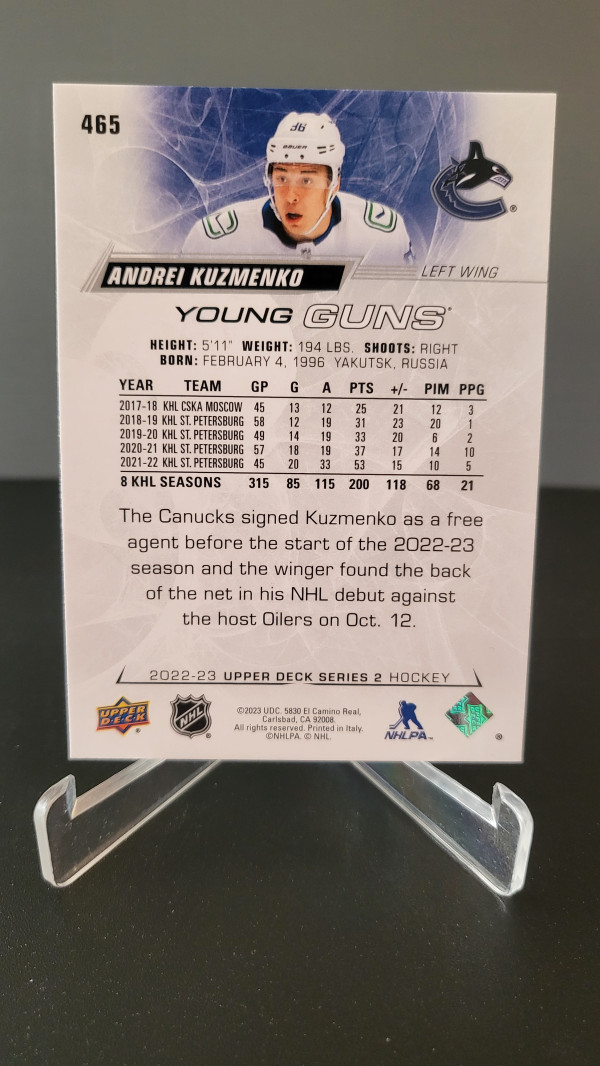 465
96
BAUER
®
ANDREI KUZMENKO
LEFT WING
YOUNG GUNS®
HEIGHT: 5'11" WEIGHT: 194 LBS. SHOOTS: RIGHT
BORN: FEBRUARY 4, 1996 YAKUTSK, RUSSIA
YEAR TEAM GP G A PTS +/- PIM PPG
2017-18 KHL CSKA MOSCOW 45 13 12 25 21 12 3
2018-19 KHL ST. PETERSBURG 58 12 19 31 23 20 1
2019-20 KHL ST. PETERSBURG 49 14 19 33 20 6 2
2020-21 KHL ST. PETERSBURG 57 18 19 37 17 14 10
2021-22 KHL ST. PETERSBURG 45 20 33 53 15 10 5
8 KHL SEASONS 315 85 115 200 118 68 21
The Canucks signed Kuzmenko as a free
agent before the start of the 2022-23
season and the winger found the back
of the net in his NHL debut against
the host Oilers on Oct. 12.
2022-23 UPPER DECK SERIES 2 HOCKEY
UPPER DECK®
NHL®
©2023 UDC. 5830 El Camino Real,
Carlsbad, CA 92008.
All rights reserved. Printed in Italy.
©NHLPA. © NHL.
NHLPA™
®